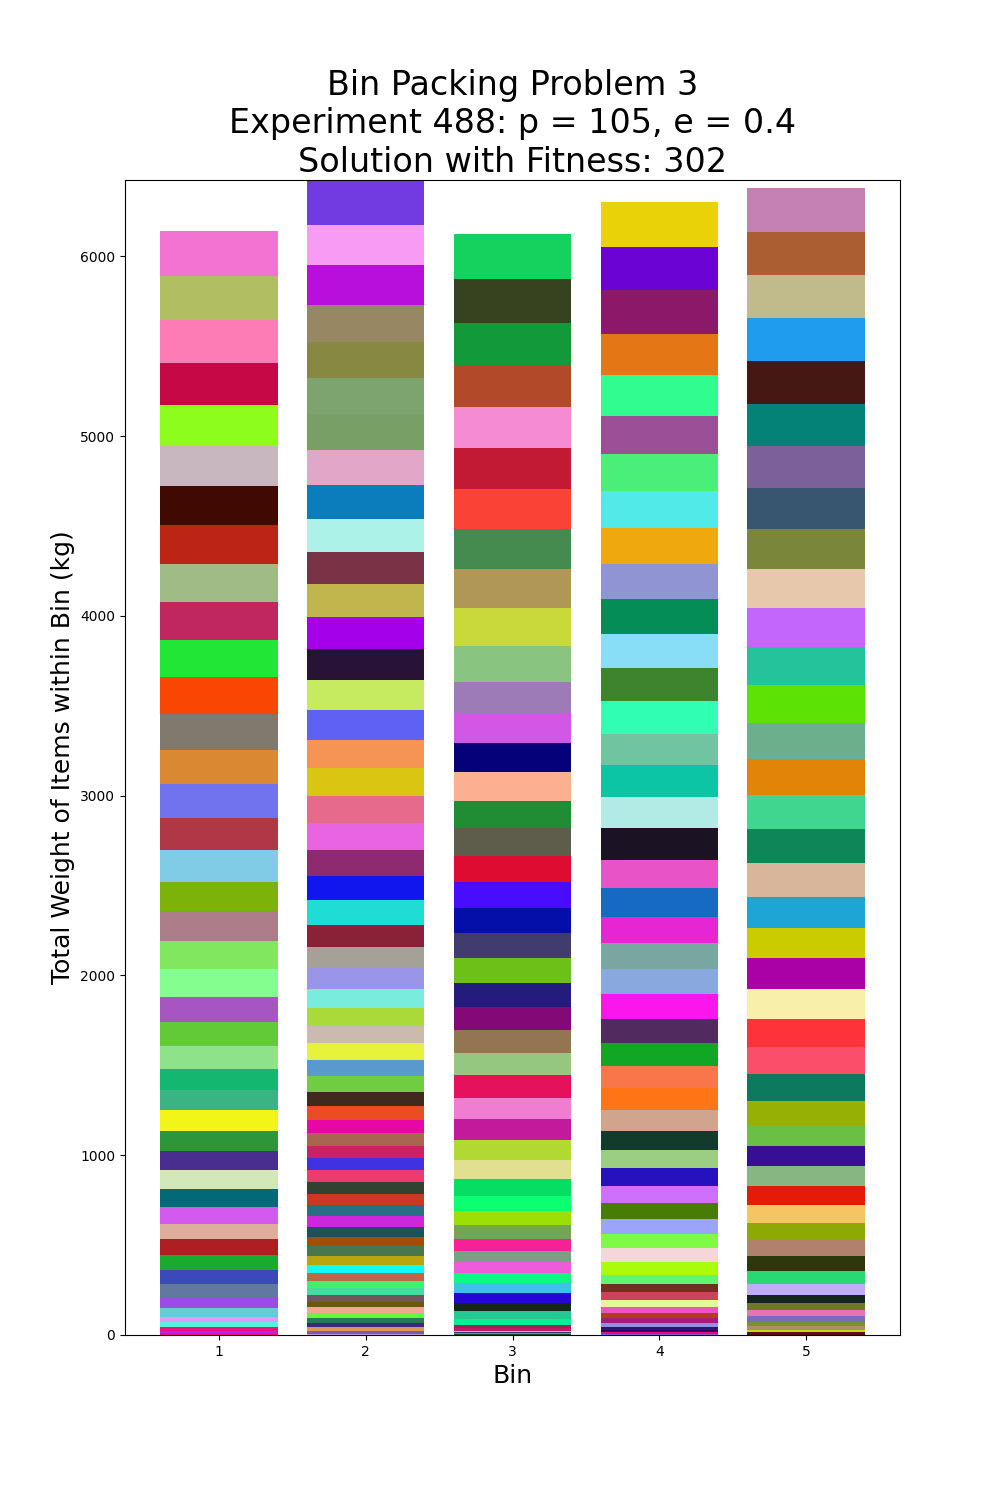 Bin Packing Problem 3
Experiment 488: p = 105, e = 0.4
Solution with Fitness: 302
Total Weight of Items within Bin (kg)
6000
5000
4000
3000
2000
1000
0
1 2 3 4 5
Bin